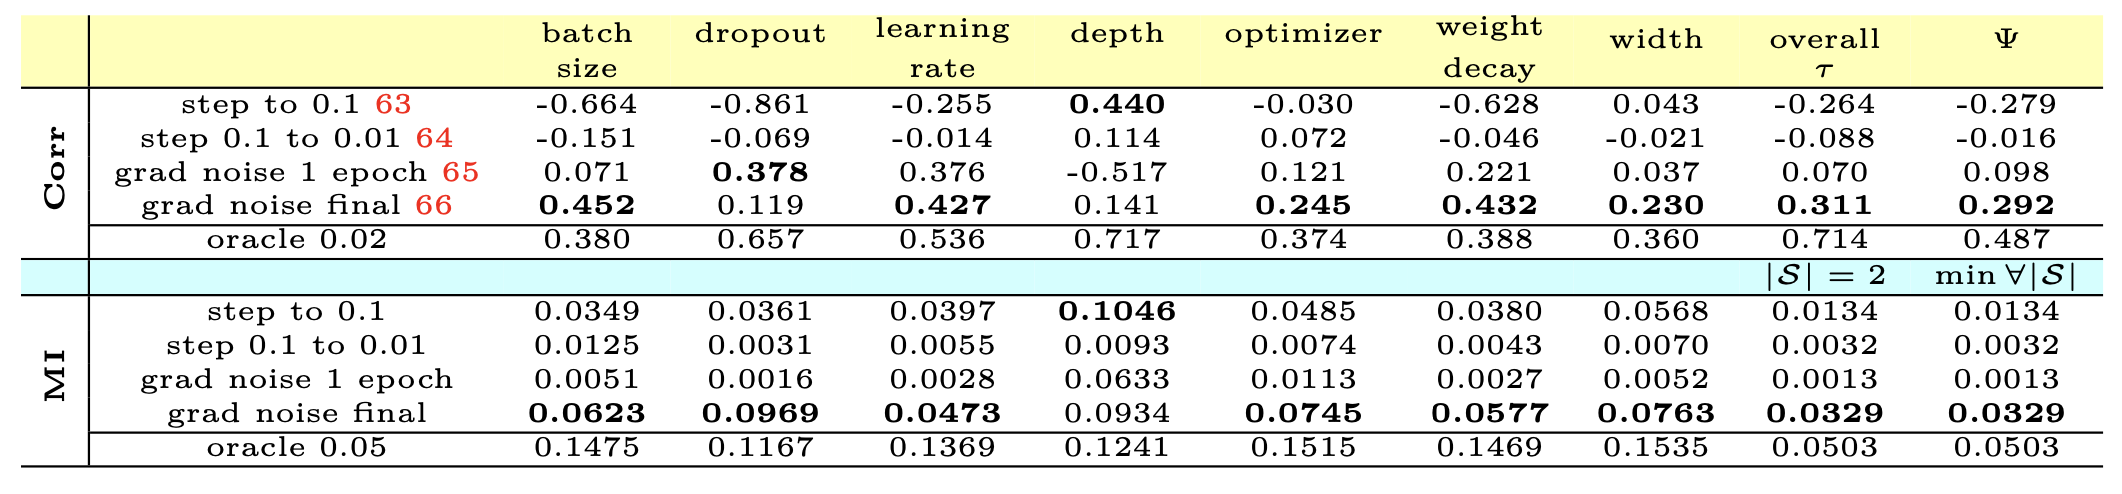 batch size dropout learning rate depth optimizer weight decay width overall τ Ψ
Corr
step to 0.1 63 -0.664 -0.861 -0.255 0.440 -0.030 -0.628 0.043 -0.264 -0.279
step 0.1 to 0.01 64 -0.151 -0.069 -0.014 0.114 0.072 -0.046 -0.021 -0.088 -0.016
grad noise 1 epoch 65 0.071 0.378 0.376 -0.517 0.121 0.221 0.037 0.070 0.098
grad noise final 66 0.452 0.119 0.427 0.141 0.245 0.432 0.230 0.311 0.292
oracle 0.02 0.380 0.657 0.536 0.717 0.374 0.388 0.360 0.714 0.487
|S| = 2 min ∀|S|
MI
step to 0.1 0.0349 0.0361 0.0397 0.1046 0.0485 0.0380 0.0568 0.0134 0.0134
step 0.1 to 0.01 0.0125 0.0031 0.0055 0.0093 0.0074 0.0043 0.0070 0.0032 0.0032
grad noise 1 epoch 0.0051 0.0016 0.0028 0.0633 0.0113 0.0027 0.0052 0.0013 0.0013
grad noise final 0.0623 0.0969 0.0473 0.0934 0.0745 0.0577 0.0763 0.0329 0.0329
oracle 0.05 0.1475 0.1167 0.1369 0.1241 0.1515 0.1469 0.1535 0.0503 0.0503